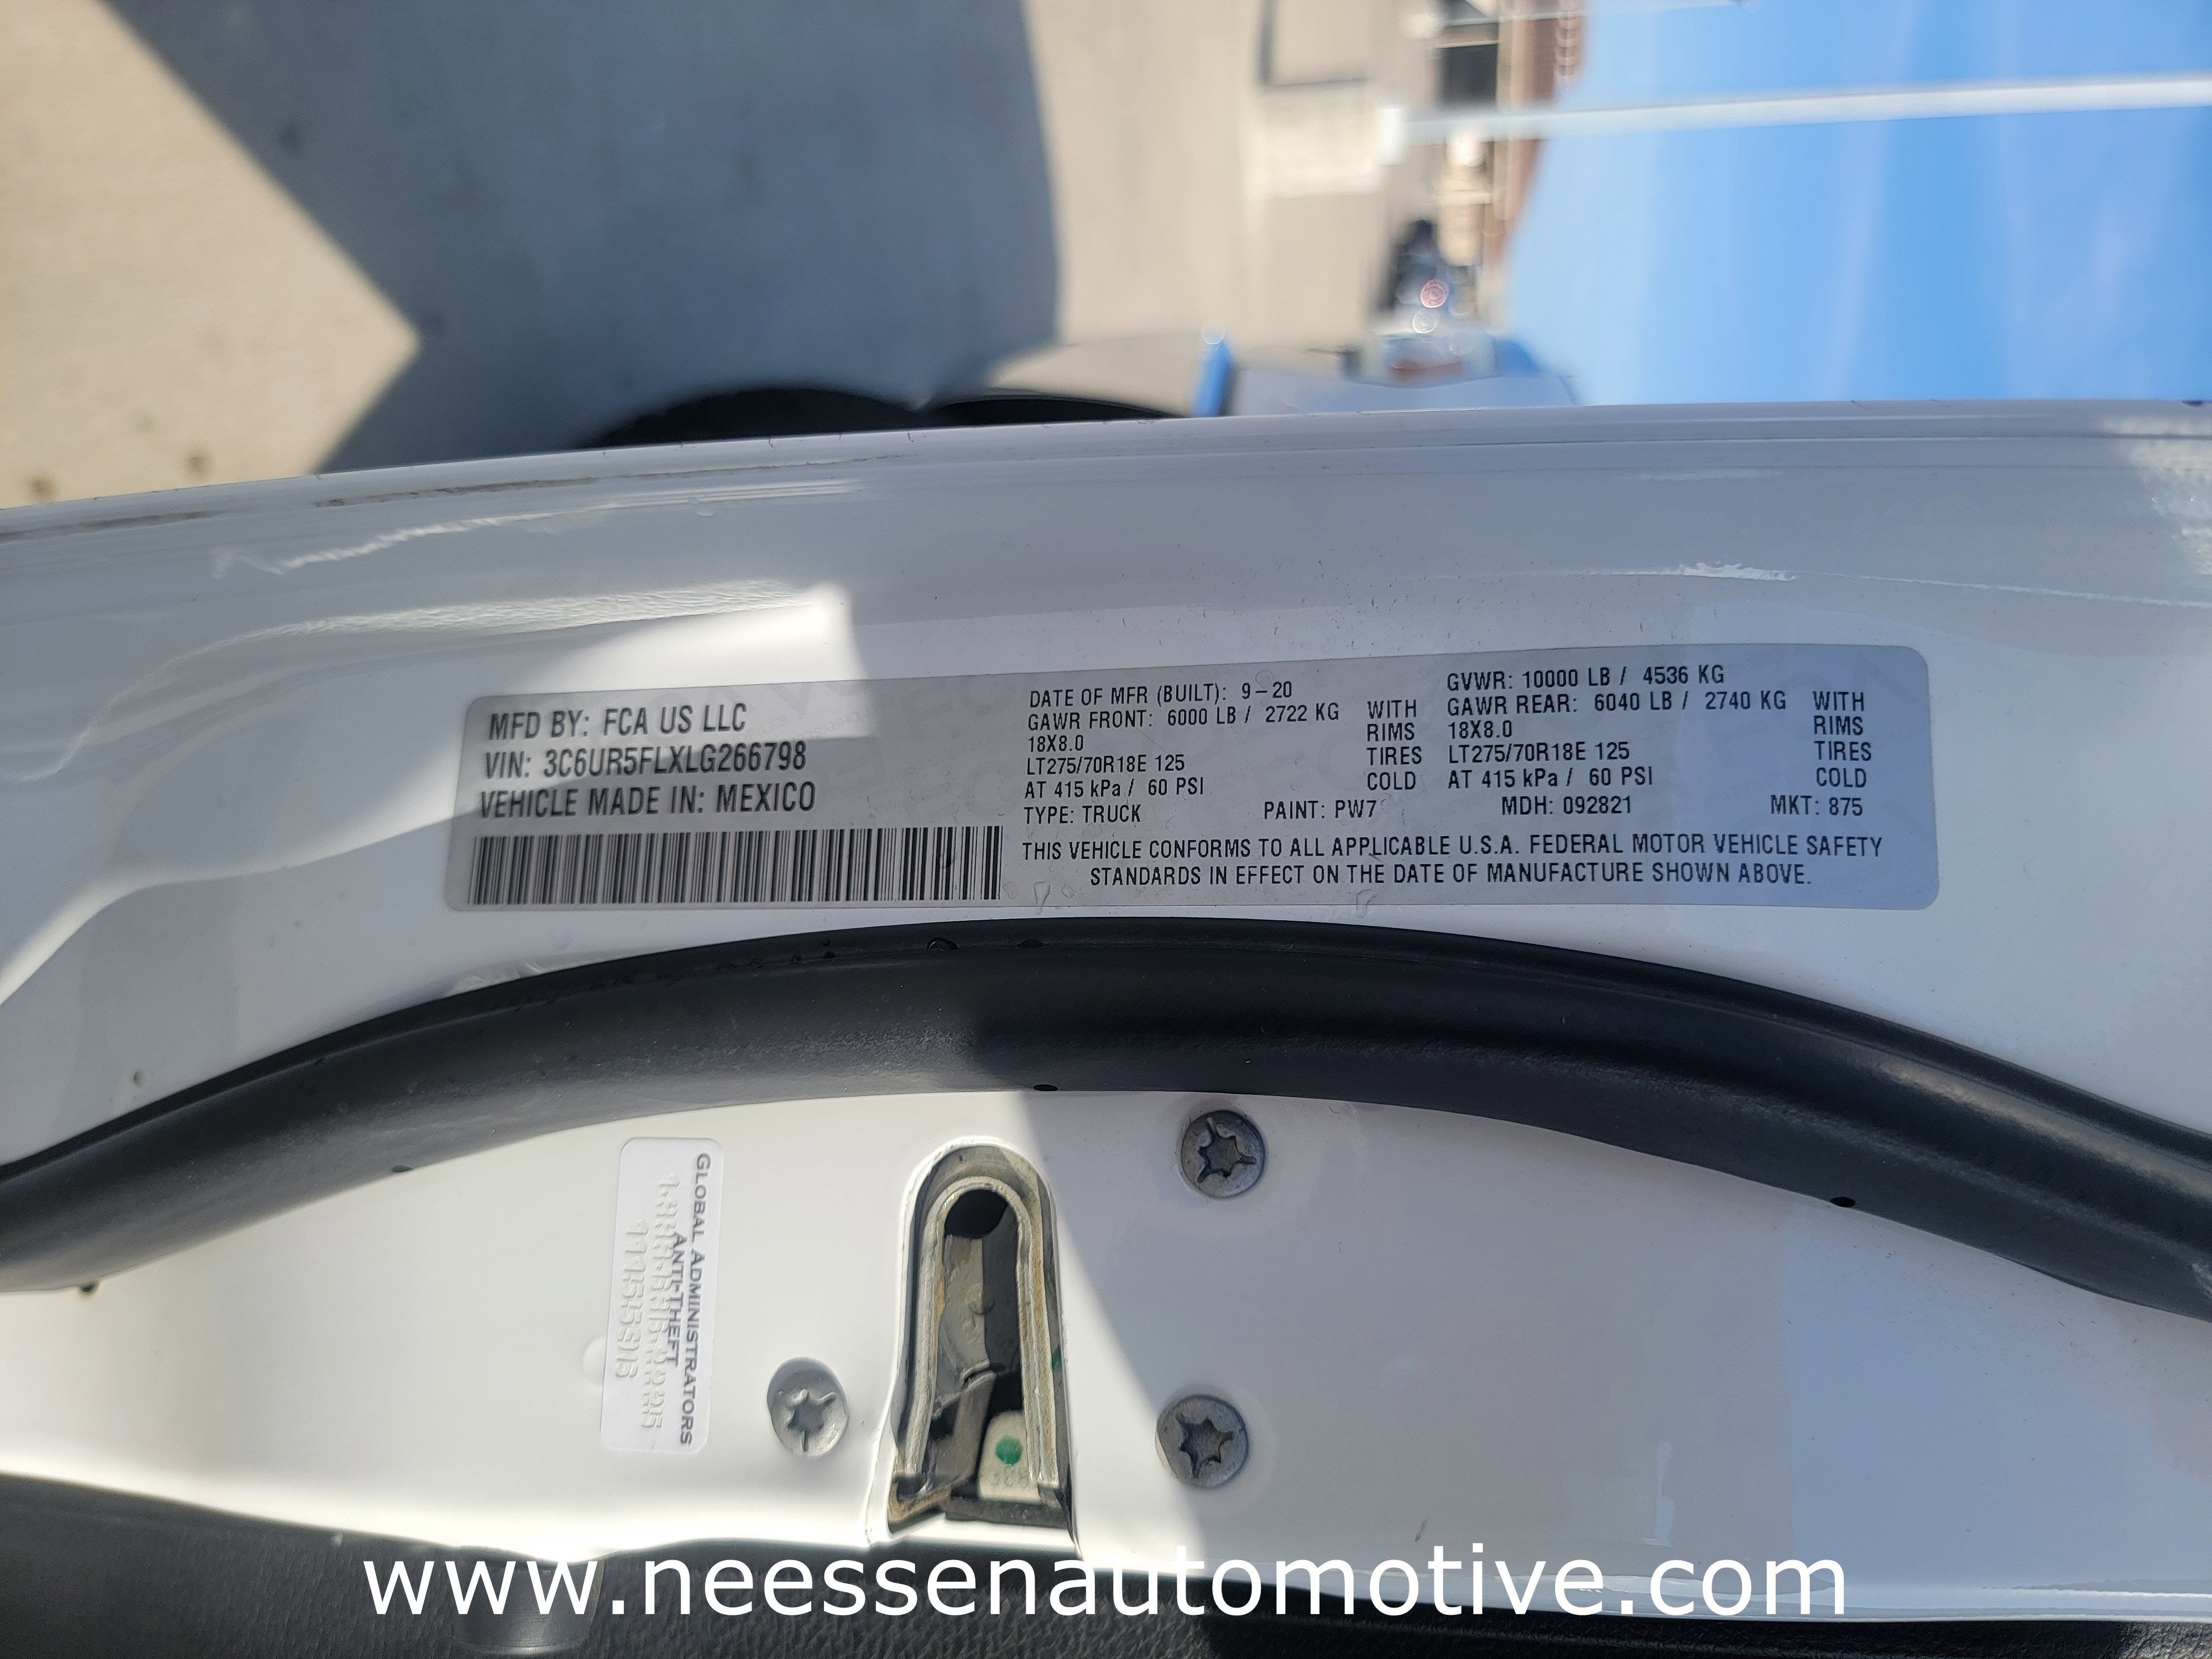 MFD BY: FCA US LLC
VIN: 3C6UR5FLXLG266798
VEHICLE MADE IN: MEXICO
DATE OF MFR (BUILT): 9-20
GAWR FRONT: 6000 LB / 2722 KG WITH
18X8.0 RIMS
LT275/70R18E 125 TIRES
AT 415 kPa / 60 PSI COLD
GVWR: 10000 LB / 4536 KG
GAWR REAR: 6040 LB / 2740 KG WITH
18X8.0 RIMS
LT275/70R18E 125 TIRES
AT 415 kPa / 60 PSI COLD
TYPE: TRUCK PAINT: PW7 MDH: 092821 MKT: 875
THIS VEHICLE CONFORMS TO ALL APPLICABLE U.S.A. FEDERAL MOTOR VEHICLE SAFETY
STANDARDS IN EFFECT ON THE DATE OF MANUFACTURE SHOWN ABOVE.
GLOBAL ADMINISTRATORS
ANTI-THEFT
www.neessenautomotive.com